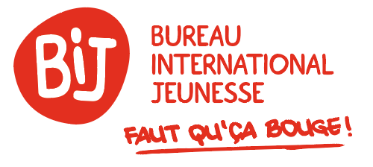 BiJ
BUREAU
INTERNATIONAL
JEUNESSE
FAUT QU'ÇA BOUGE!